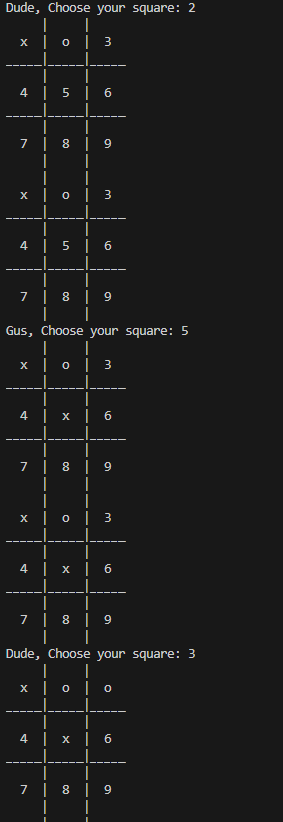 Dude, Choose your square: 2
     |     |
  x  |  o  |  3
_____|_____|_____
     |     |
  4  |  5  |  6
_____|_____|_____
     |     |
  7  |  8  |  9
     |     |
     |     |
  x  |  o  |  3
_____|_____|_____
     |     |
  4  |  5  |  6
_____|_____|_____
     |     |
  7  |  8  |  9
     |     |
Gus, Choose your square: 5
     |     |
  x  |  o  |  3
_____|_____|_____
     |     |
  4  |  x  |  6
_____|_____|_____
     |     |
  7  |  8  |  9
     |     |
     |     |
  x  |  o  |  3
_____|_____|_____
     |     |
  4  |  x  |  6
_____|_____|_____
     |     |
  7  |  8  |  9
     |     |
Dude, Choose your square: 3
     |     |
  x  |  o  |  o
_____|_____|_____
     |     |
  4  |  x  |  6
_____|_____|_____
     |     |
  7  |  8  |  9
     |     |
     |     |